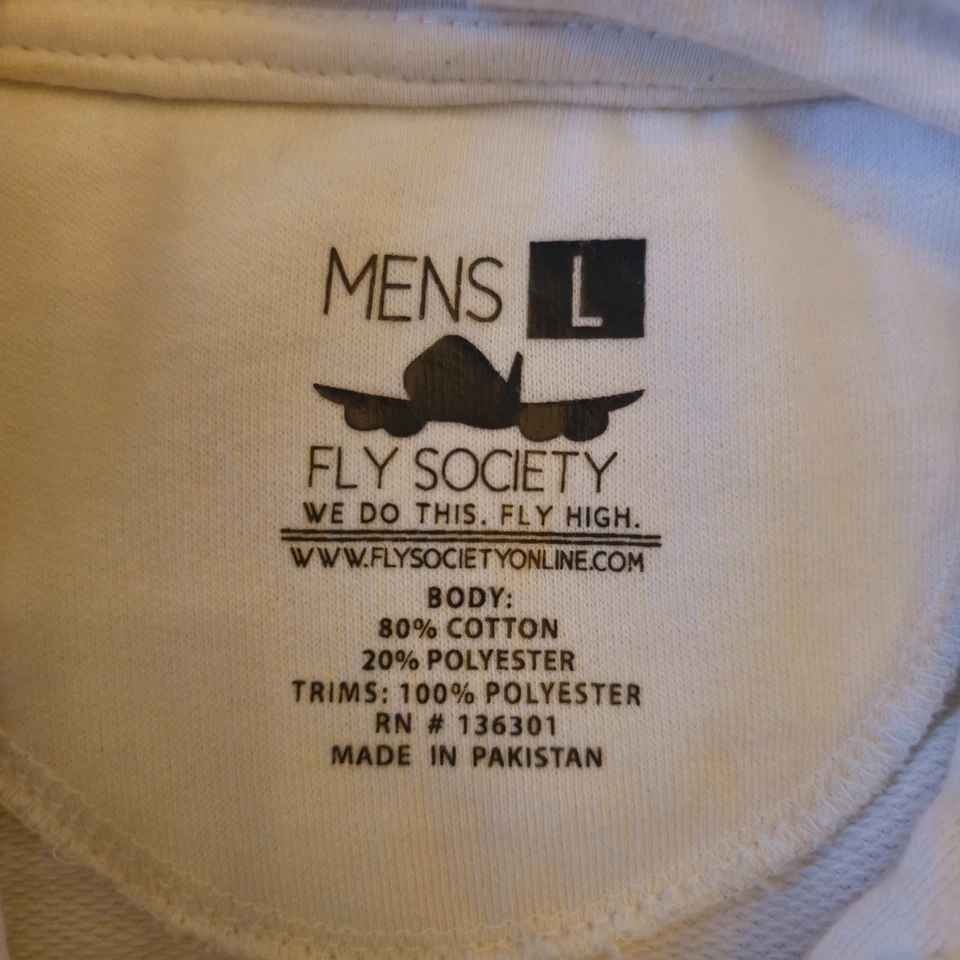 MENS L
FLY SOCIETY
WE DO THIS. FLY HIGH.
WWW.FLYSOCIETYONLINE.COM
BODY:
80% COTTON
20% POLYESTER
TRIMS: 100% POLYESTER
RN # 136301
MADE IN PAKISTAN